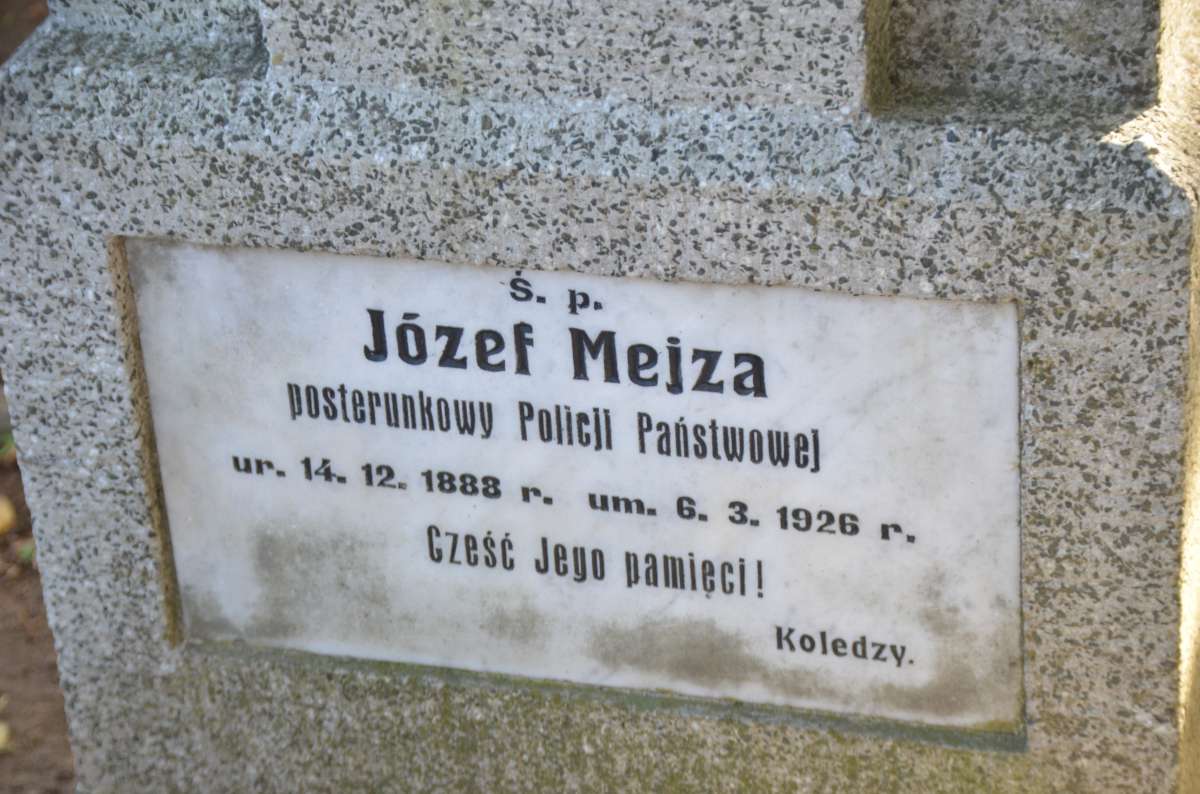 Ś. p.
Józef Mejza
posterunkowy Policji Państwowej
ur. 14. 12. 1888 r. um. 6. 3. 1926 r.
Cześć Jego pamięci!
Koledzy.